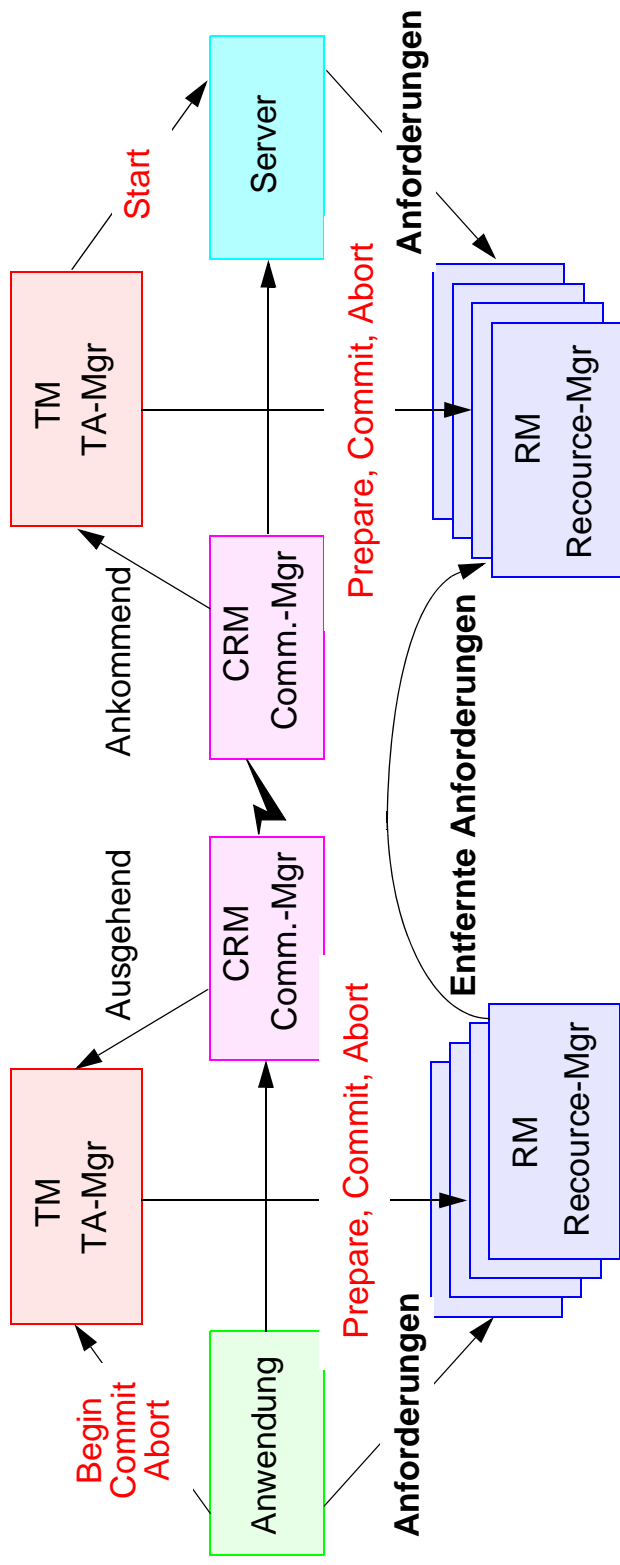 Begin
Commit
Abort
TM
TA-Mgr
Ausgehend
Ankommend
TM
TA-Mgr
Start
Anwendung
CRM
Comm.-Mgr
CRM
Comm.-Mgr
Server
Prepare, Commit, Abort
Prepare, Commit, Abort
Anforderungen
RM
Recource-Mgr
Entfernte Anforderungen
RM
Recource-Mgr
Anforderungen